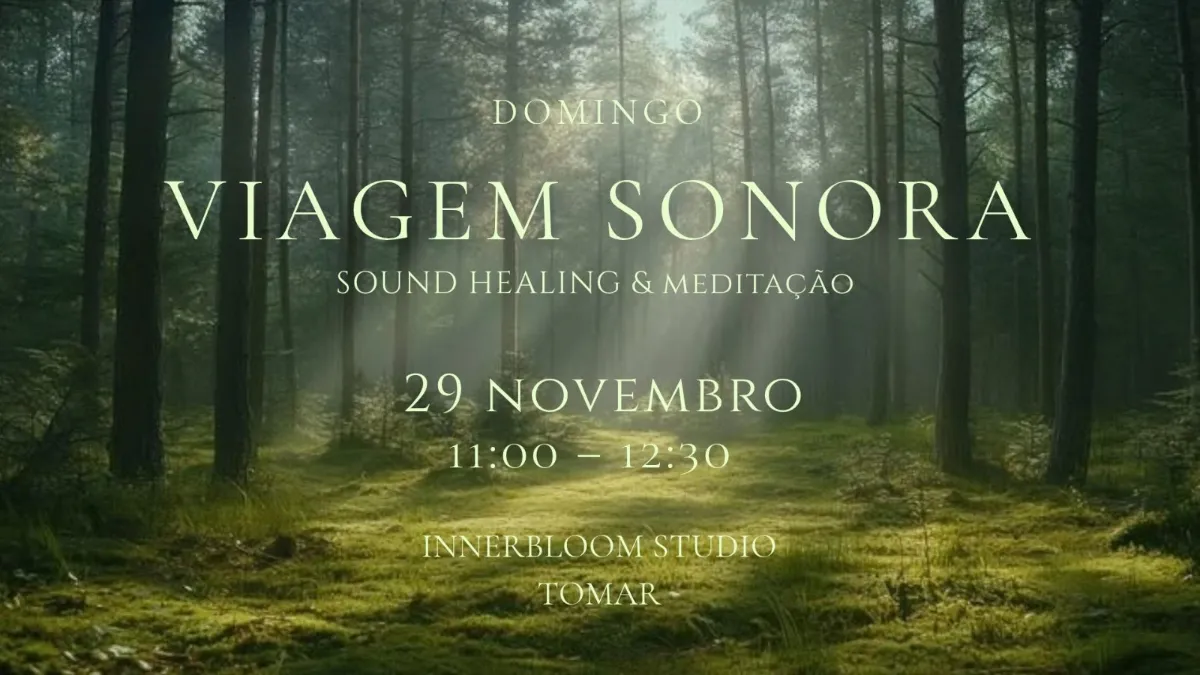 DOMINGO
VIAGEM SONORA
SOUND HEALING & MEDITAÇÃO
29 NOVEMBRO
11:00 – 12:30
INNERBLOOM STUDIO
TOMAR